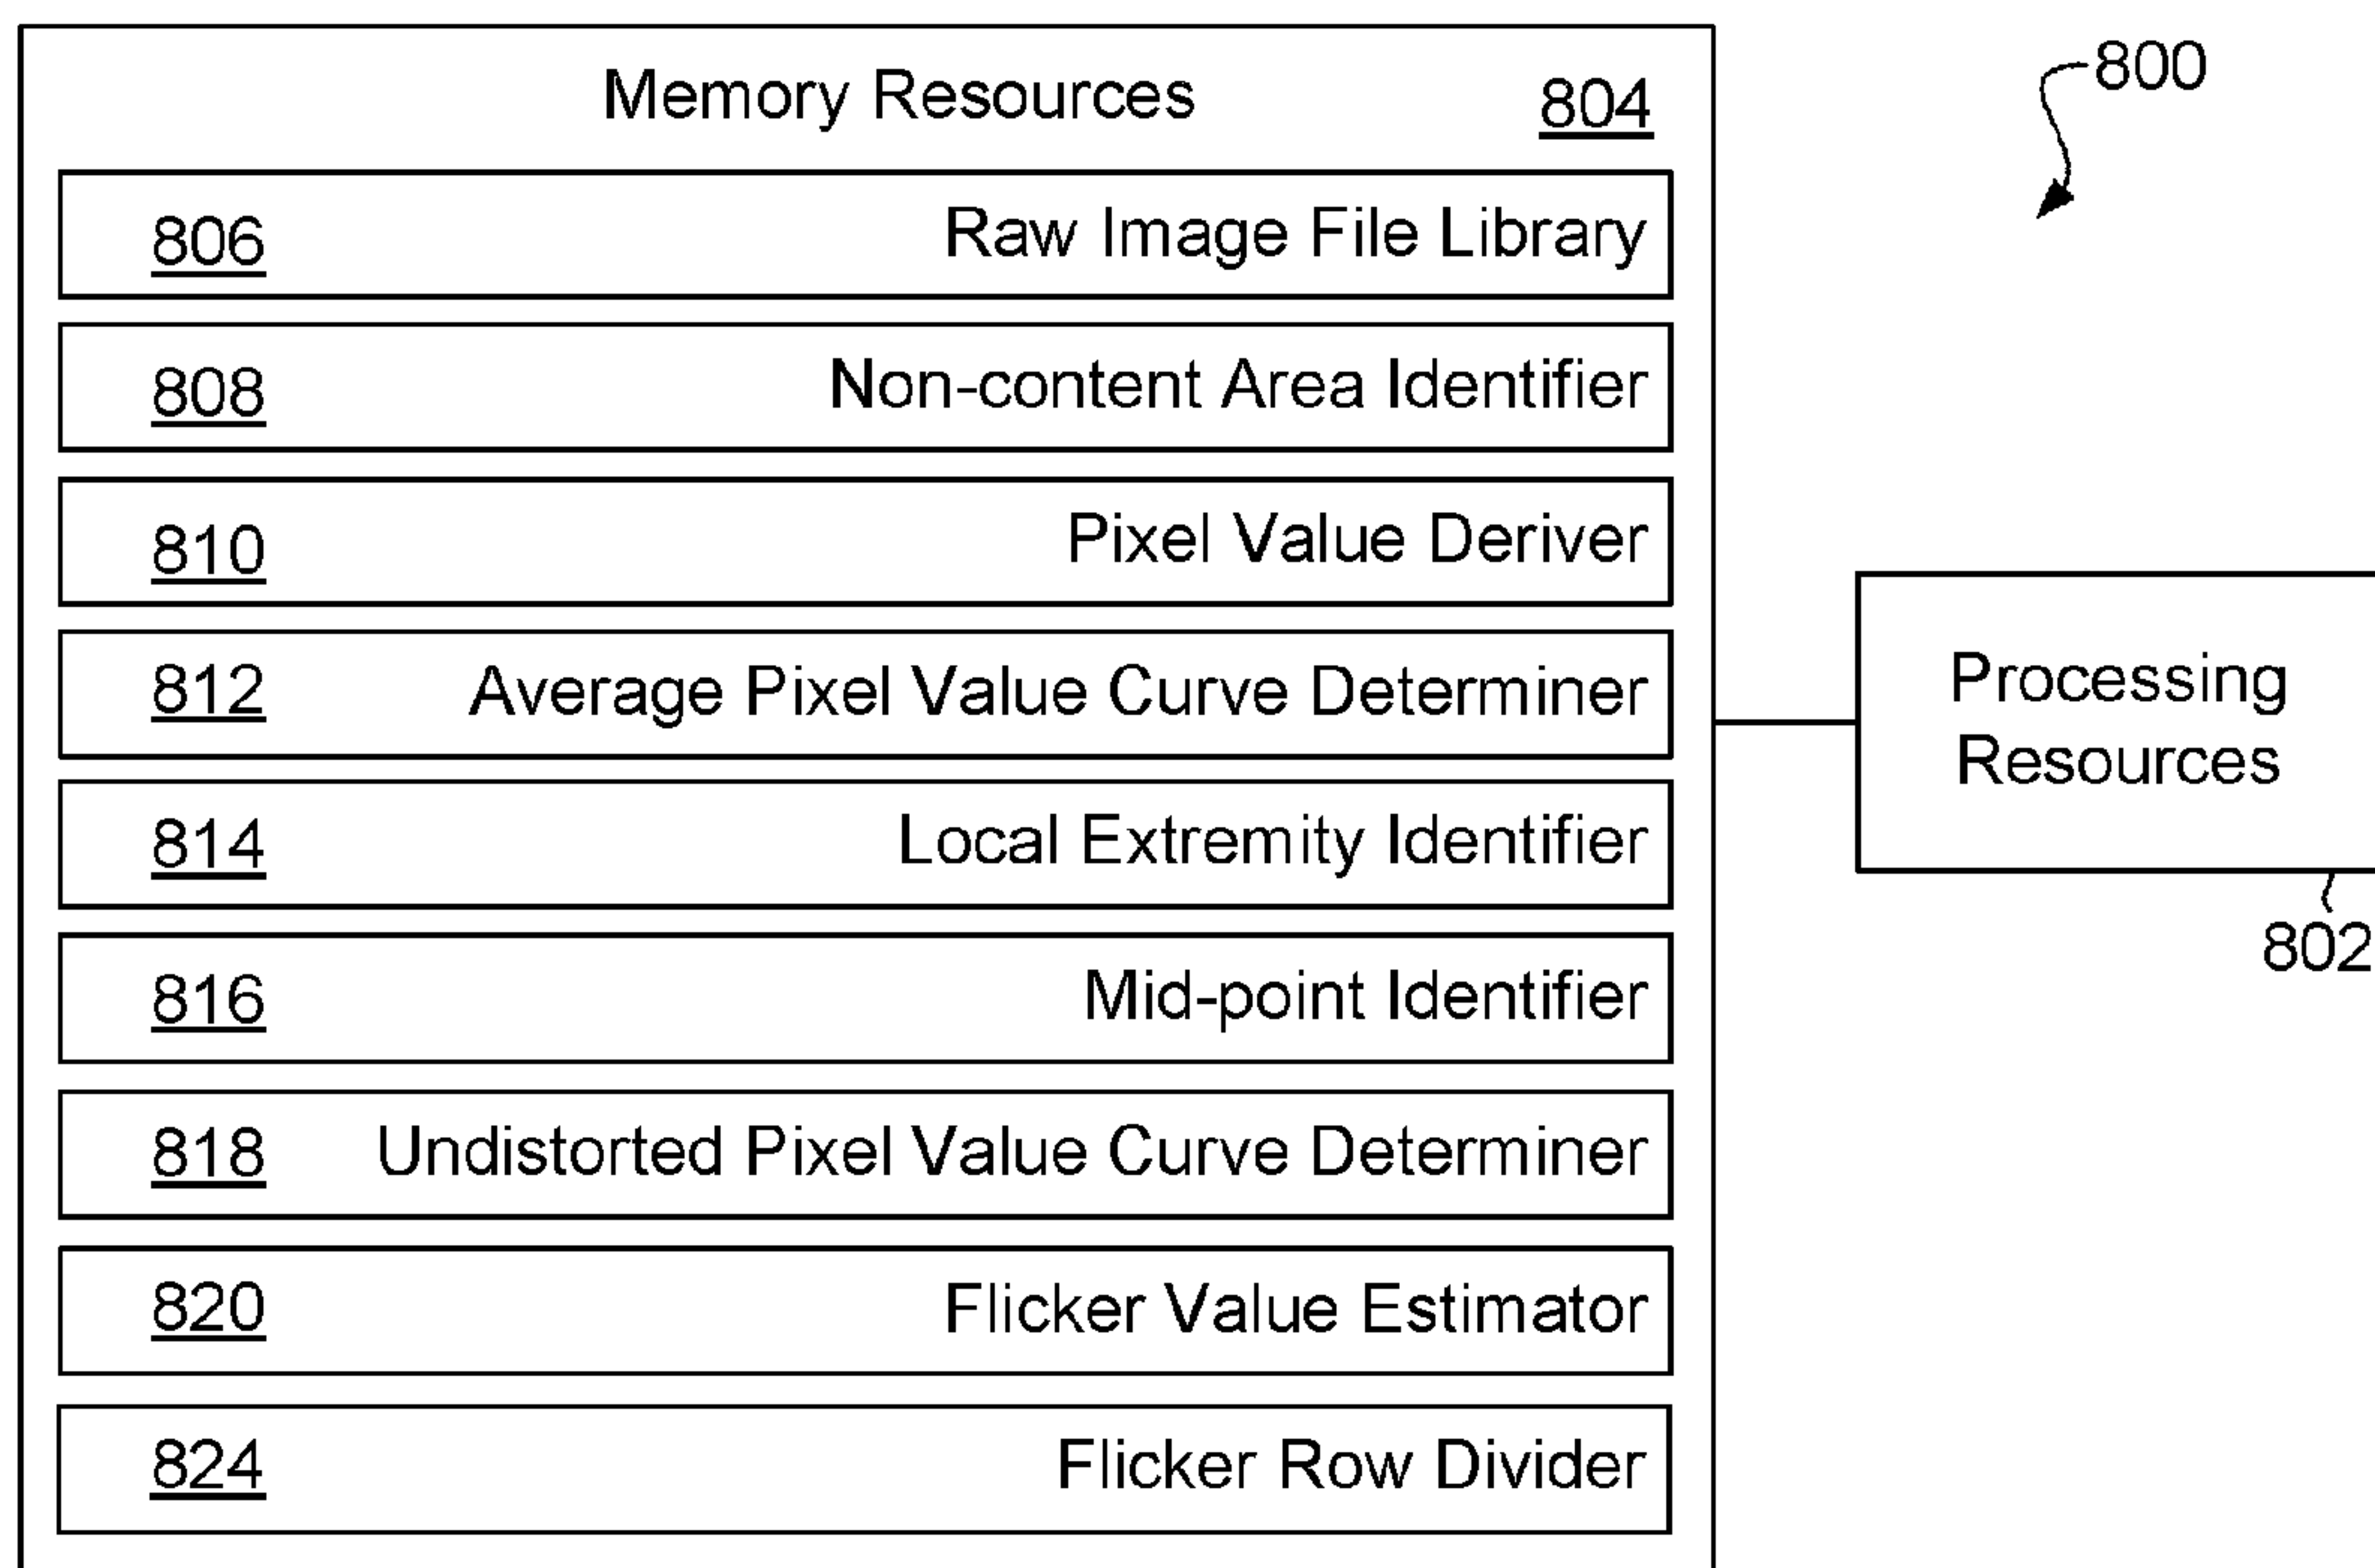 Memory Resources 804
800
806 Raw Image File Library
808 Non-content Area Identifier
810 Pixel Value Deriver
812 Average Pixel Value Curve Determiner
814 Local Extremity Identifier
816 Mid-point Identifier
818 Undistorted Pixel Value Curve Determiner
820 Flicker Value Estimator
824 Flicker Row Divider
Processing
Resources
802